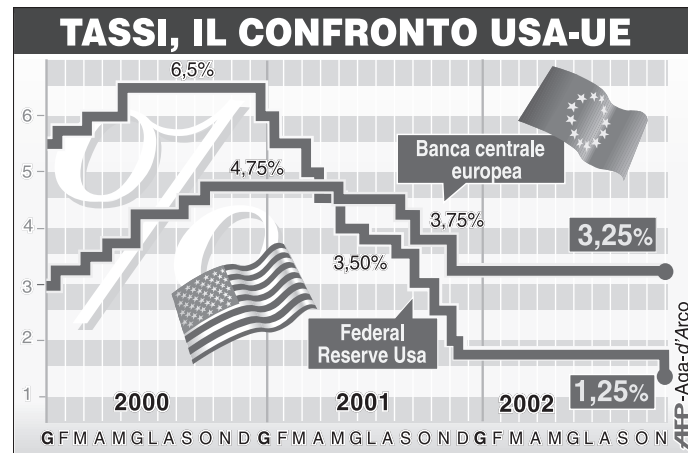 TASSI, IL CONFRONTO USA-UE
6,5%
6
Banca centrale
europea
5
4,75%
4
3,75%
3,25%
3,50%
3
Federal
Reserve Usa
2
1,25%
1
2000 2001 2002
G F M A M G L A S O N D G F M A M G L A S O N D G F M A M G L A S O N
AFP-Aga-d'Arco
%